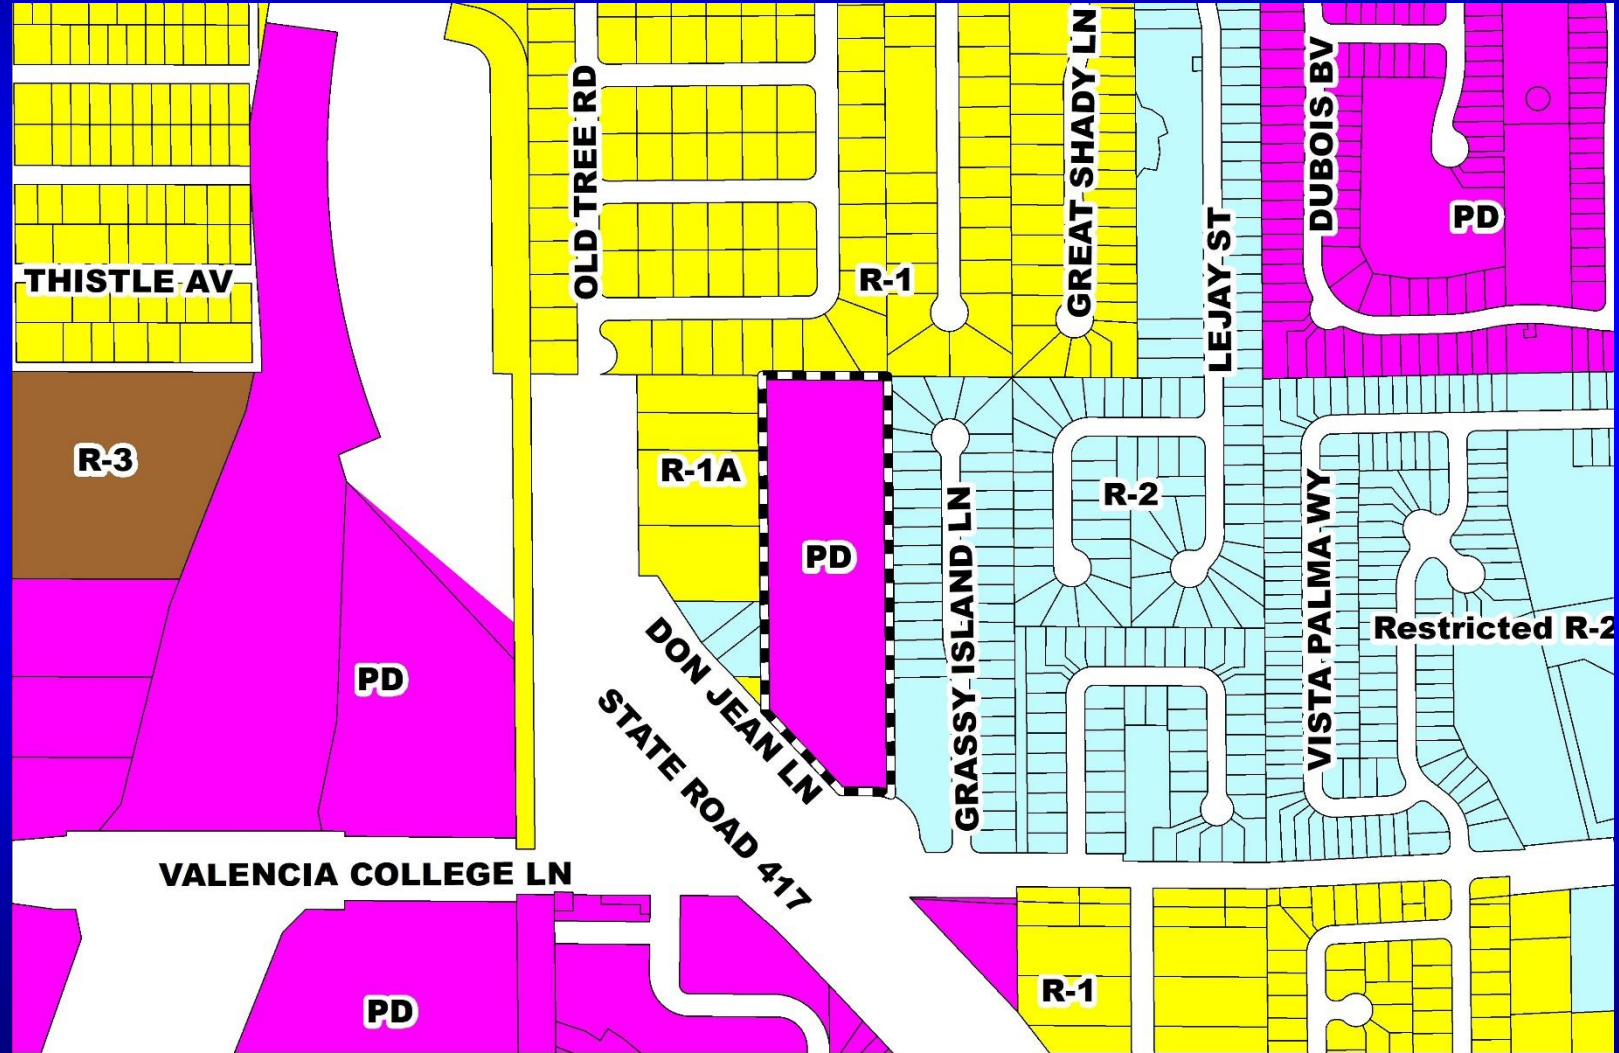 OLD TREE RD
GREAT SHADY LN
DUBOIS BV
PD
THISTLE AV
R-1
LEJAY ST
R-3
R-1A
R-2
PD
GRASSY ISLAND LN
VISTA PALMA WY
Restricted R-2
PD
DON JEAN LN
STATE ROAD 417
VALENCIA COLLEGE LN
R-1
PD